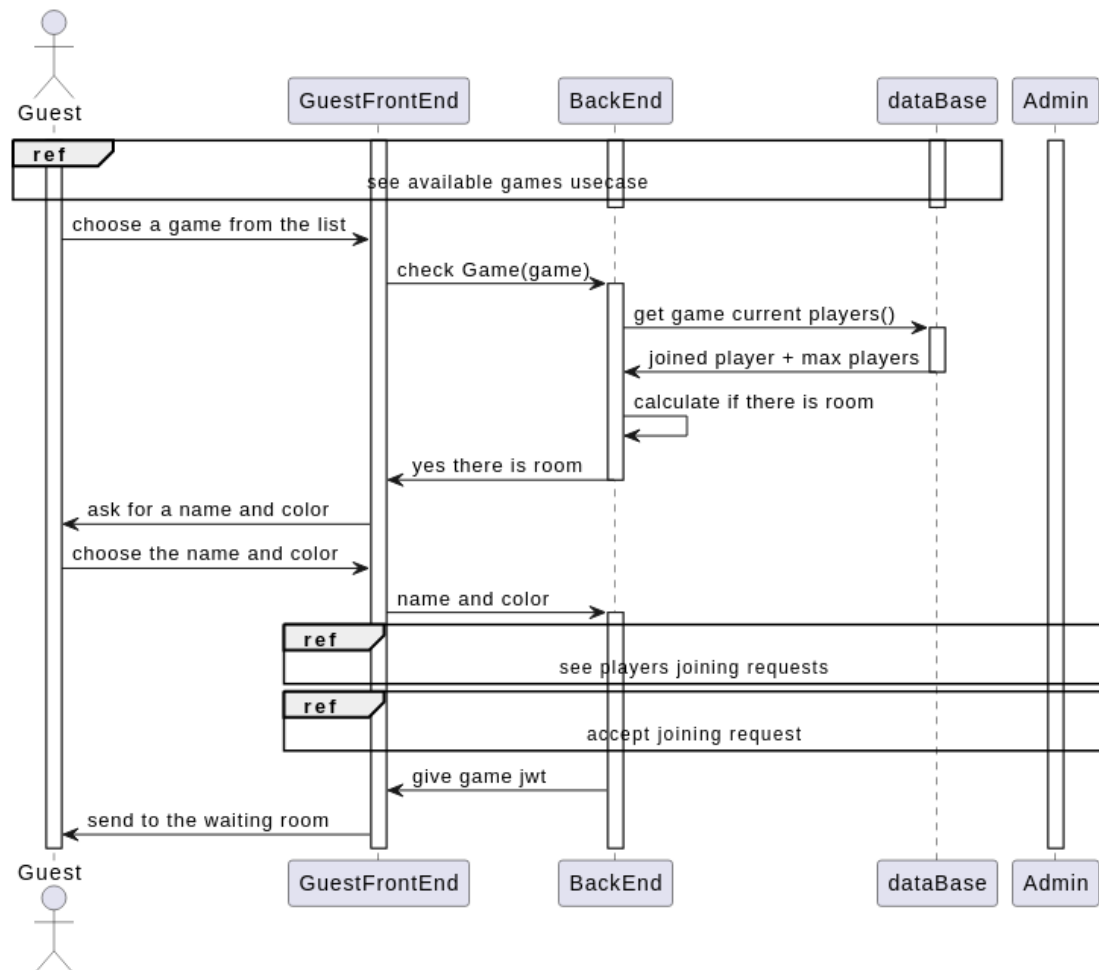 Guest
GuestFrontEnd
BackEnd
dataBase
Admin
ref
see available games usecase
choose a game from the list
check Game(game)
get game current players()
joined player + max players
calculate if there is room
yes there is room
ask for a name and color
choose the name and color
name and color
ref
see players joining requests
ref
accept joining request
give game jwt
send to the waiting room
Guest
GuestFrontEnd
BackEnd
dataBase
Admin